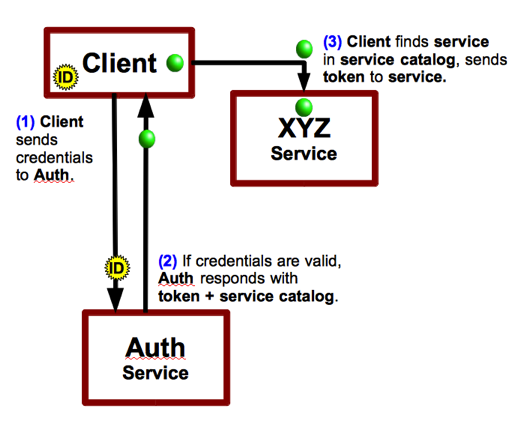 ID Client
(3) Client finds service
in service catalog, sends
token to service.
XYZ
Service
(1) Client
sends
credentials
to Auth.
ID
(2) If credentials are valid,
Auth responds with
token + service catalog.
Auth
Service